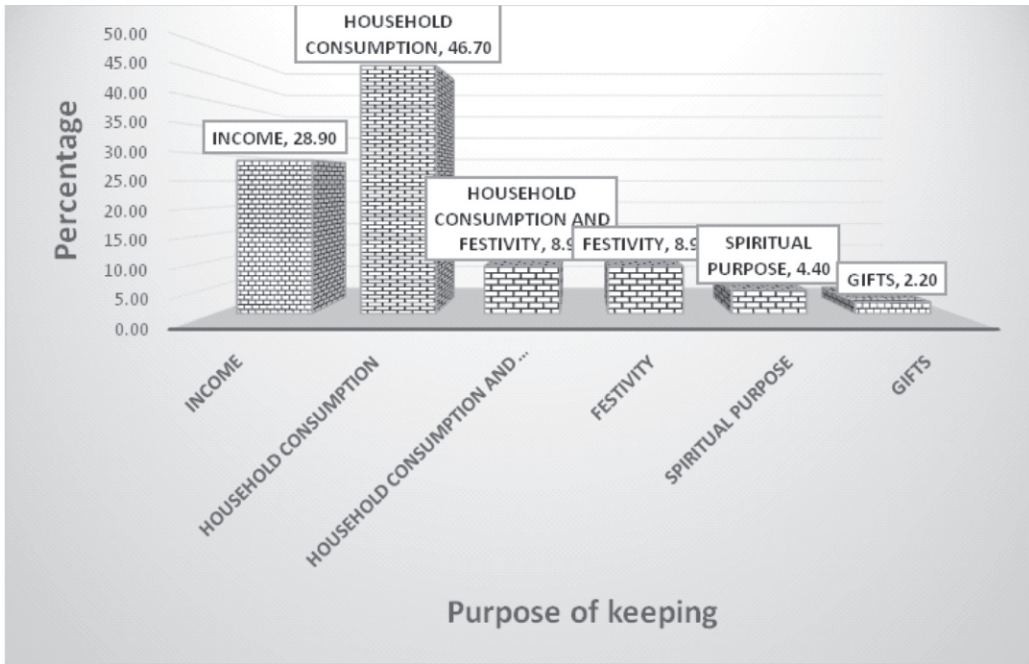 HOUSEHOLD
CONSUMPTION, 46.70
50.00
45.00
40.00
35.00
30.00
25.00
20.00
15.00
10.00
5.00
0.00
Percentage
INCOME, 28.90
HOUSEHOLD
CONSUMPTION AND
FESTIVITY, 8.9
FESTIVITY, 8.9
SPIRITUAL
PURPOSE, 4.40
GIFTS, 2.20
INCOME
HOUSEHOLD CONSUMPTION
HOUSEHOLD CONSUMPTION AND...
FESTIVITY
SPIRITUAL PURPOSE
GIFTS
Purpose of keeping